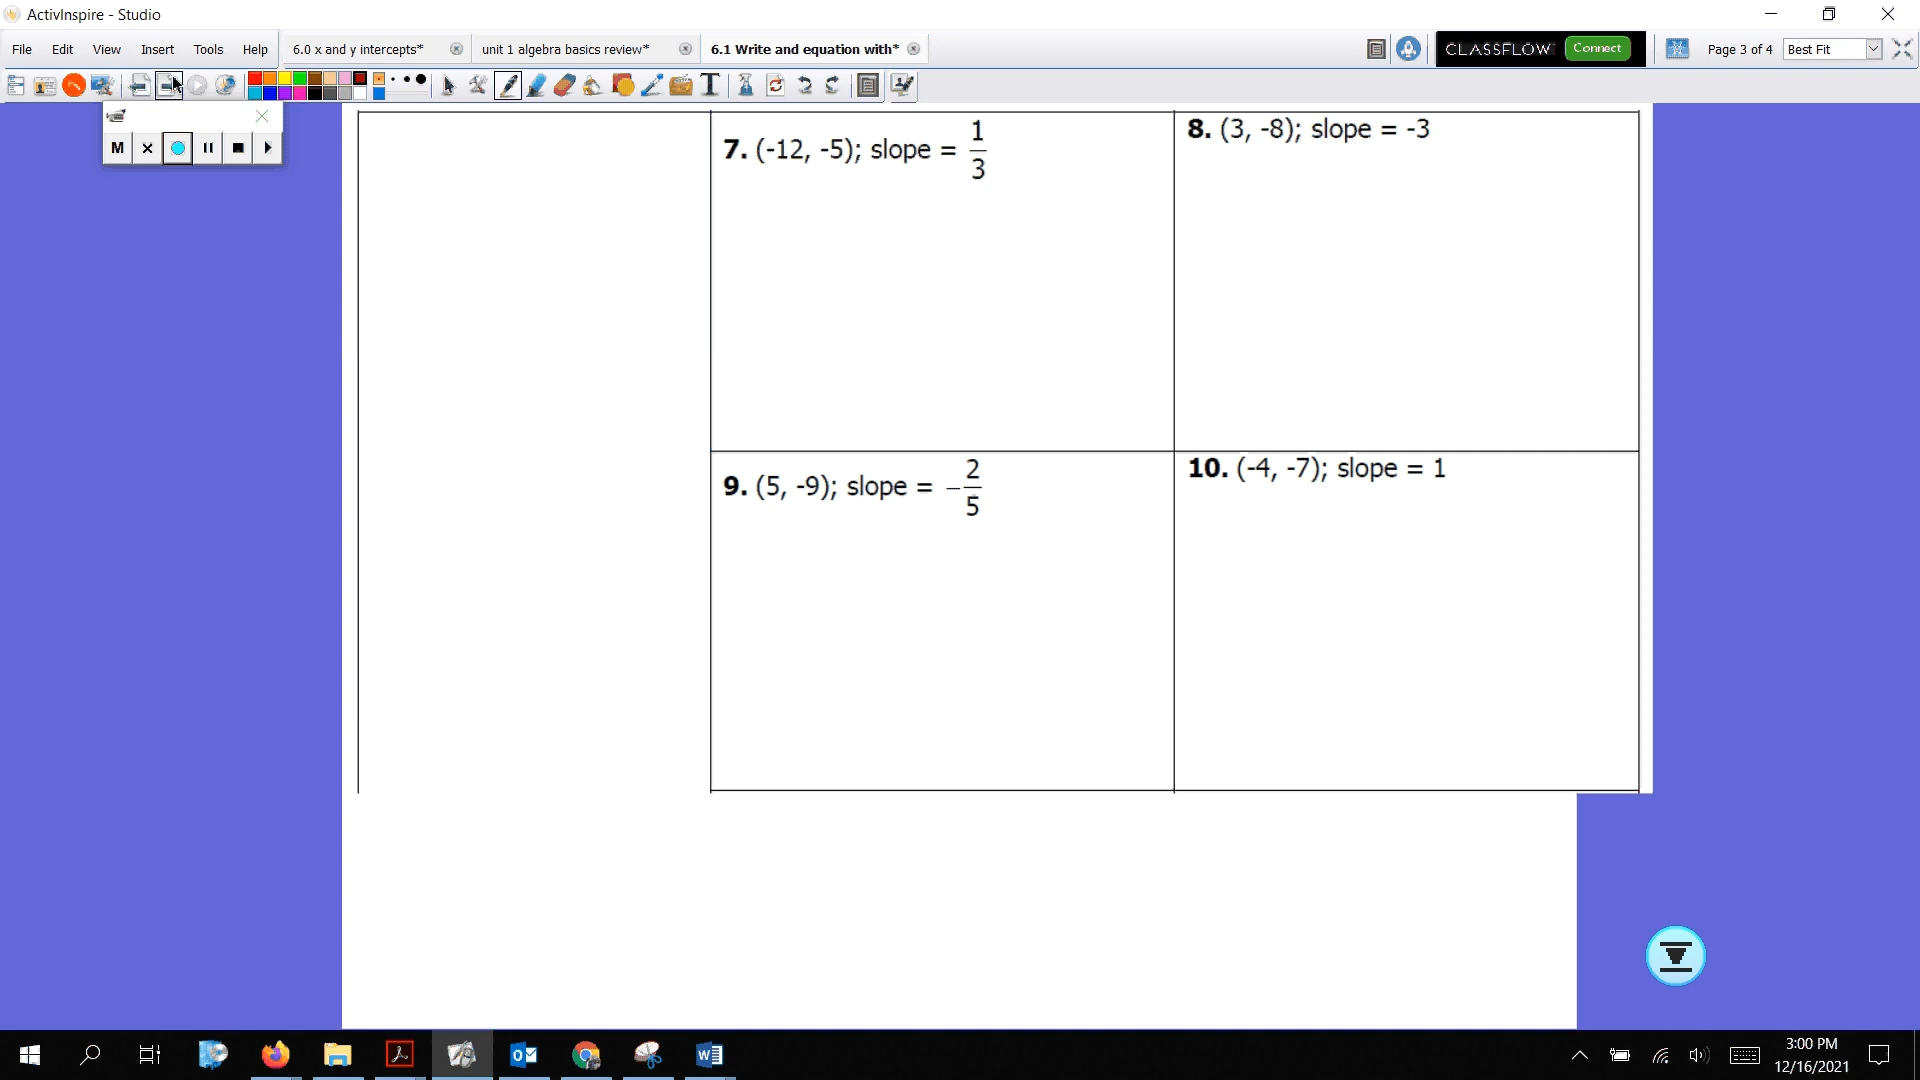 ActivInspire - Studio
File Edit View Insert Tools Help
6.0 x and y intercepts*
unit 1 algebra basics review*
6.1 Write and equation with*
CLASSFLOW Connect
Page 3 of 4
Best Fit
T
M
7. (-12, -5); slope = 1/3
8. (3, -8); slope = -3
9. (5, -9); slope = -2/5
10. (-4, -7); slope = 1
3:00 PM
12/16/2021